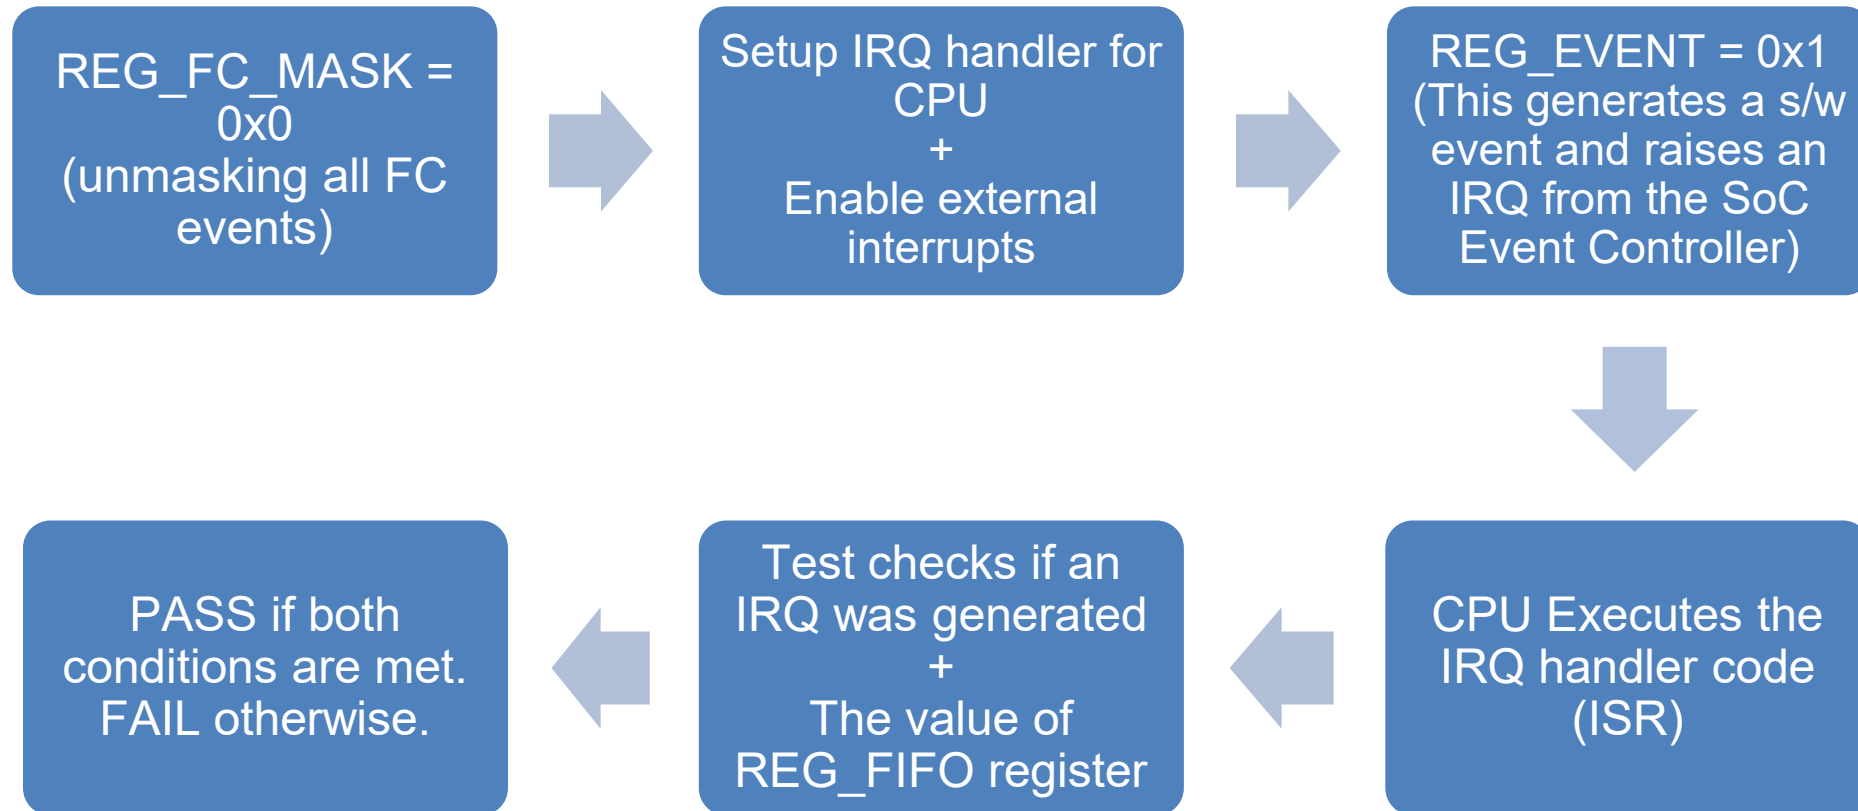 REG_FC_MASK =
0x0
(unmasking all FC
events)
Setup IRQ handler for
CPU
+
Enable external
interrupts
REG_EVENT = 0x1
(This generates a s/w
event and raises an
IRQ from the SoC
Event Controller)
CPU Executes the
IRQ handler code
(ISR)
Test checks if an
IRQ was generated
+
The value of
REG_FIFO register
PASS if both
conditions are met.
FAIL otherwise.